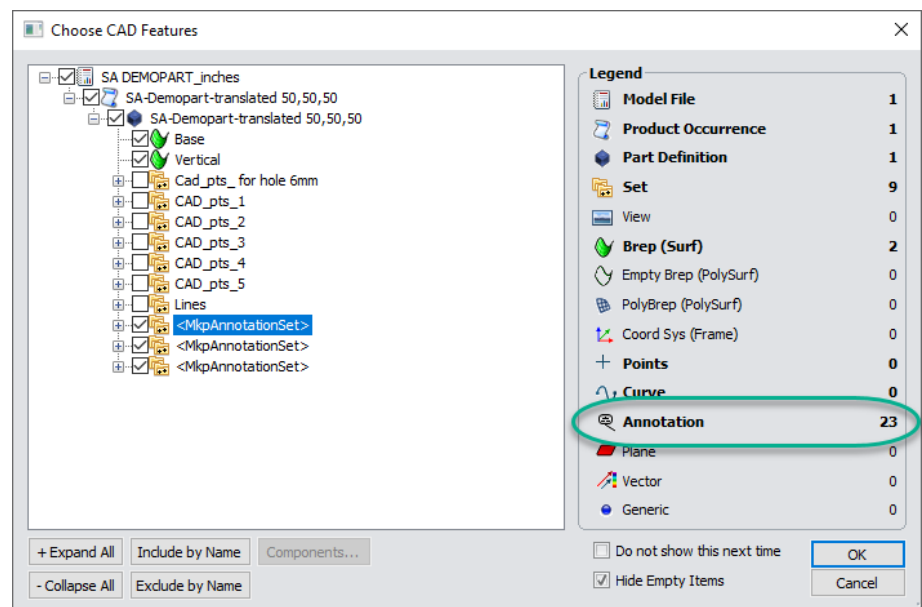 Choose CAD Features
SA DEMOPART_inches
SA-Demopart-translated 50,50,50
SA-Demopart-translated 50,50,50
Base
Vertical
Cad_pts_ for hole 6mm
CAD_pts_1
CAD_pts_2
CAD_pts_3
CAD_pts_4
CAD_pts_5
Lines
<MkpAnnotationSet>
<MkpAnnotationSet>
<MkpAnnotationSet>
Legend
Model File 1
Product Occurrence 1
Part Definition 1
Set 9
View 0
Brep (Surf) 2
Empty Brep (PolySurf) 0
PolyBrep (PolySurf) 0
Coord Sys (Frame) 0
Points 0
Curve 0
Annotation 23
Plane 0
Vector 0
Generic 0
+ Expand All Include by Name Components...
- Collapse All Exclude by Name
Do not show this next time OK
Hide Empty Items Cancel